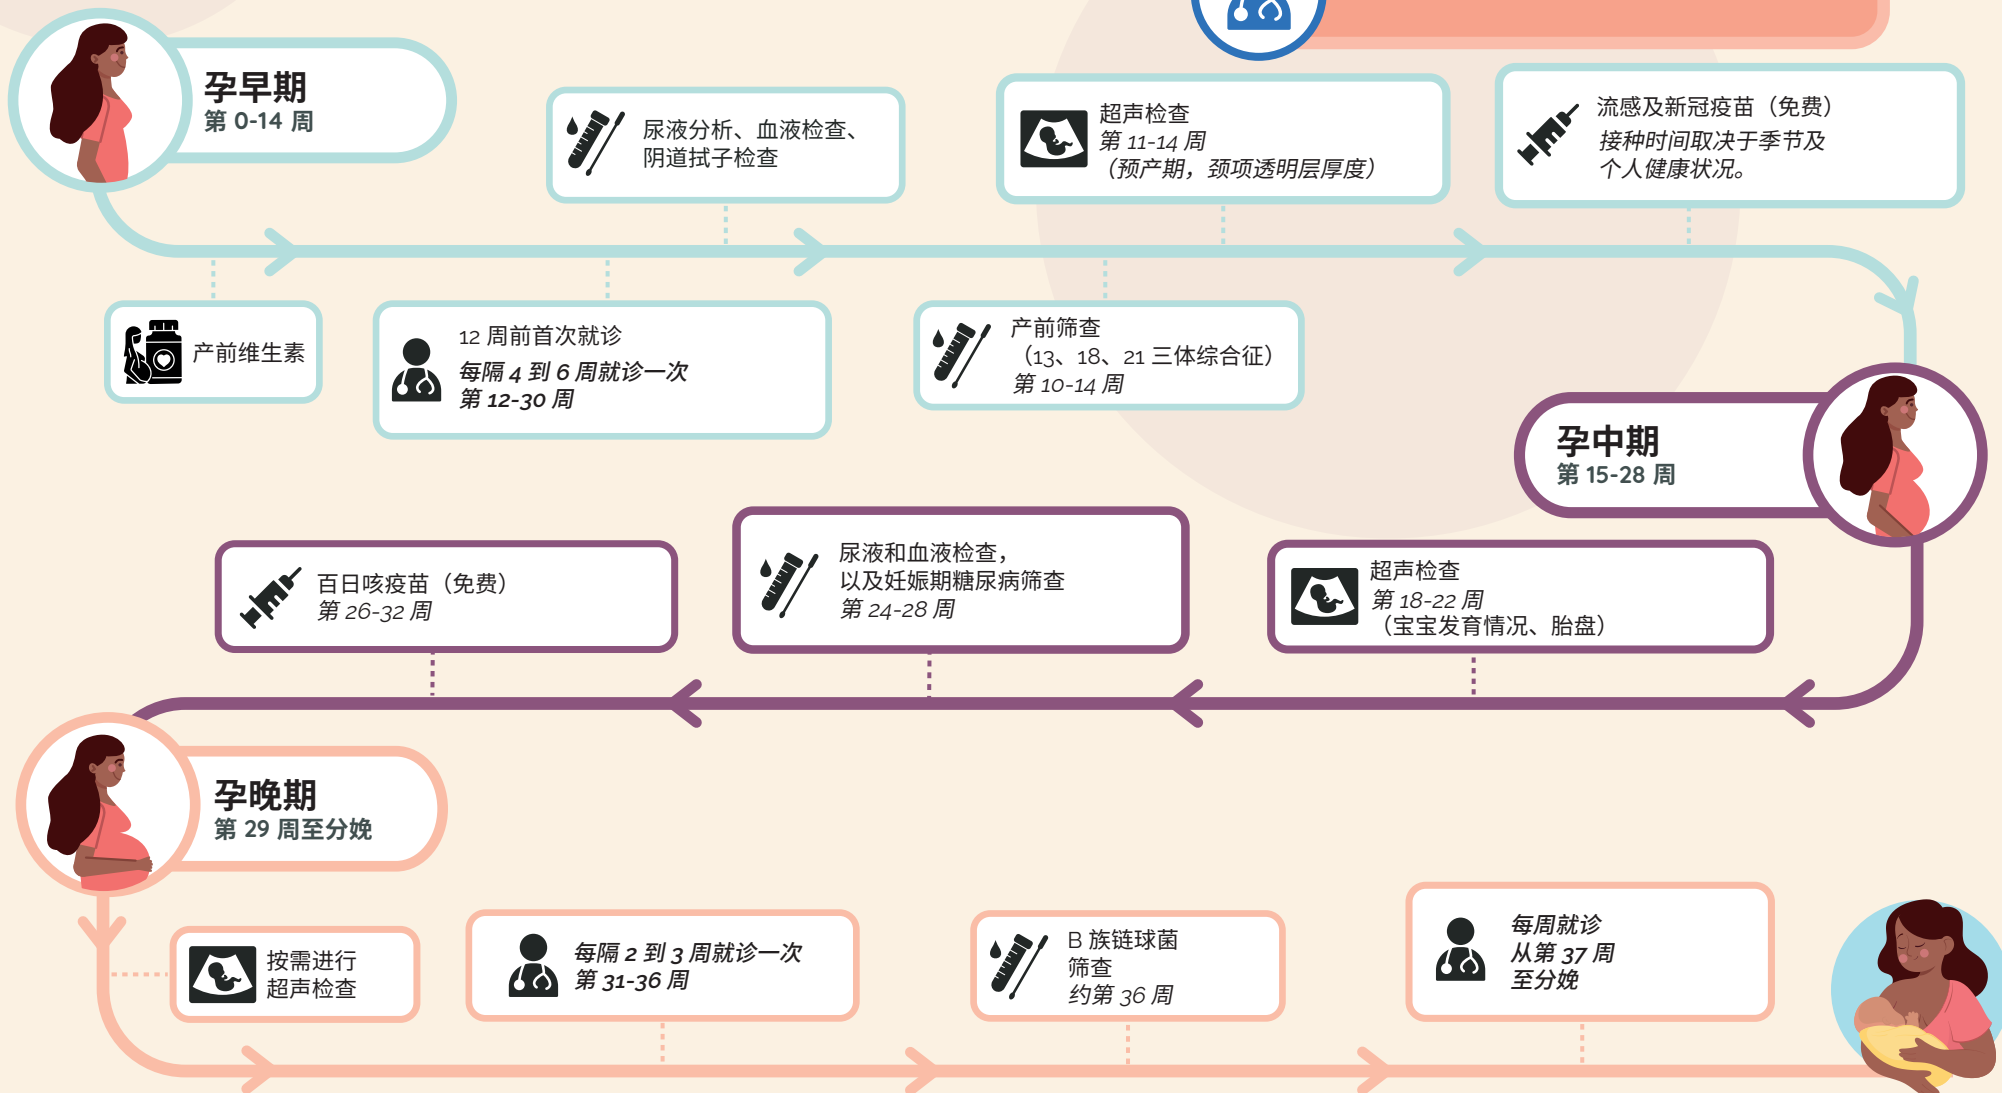 孕早期
第 0-14 周
尿液分析、血液检查、
阴道拭子检查
超声检查
第 11-14 周
（预产期，颈项透明层厚度）
流感及新冠疫苗（免费）
接种时间取决于季节及
个人健康状况。
产前维生素
12 周前首次就诊
每隔 4 到 6 周就诊一次
第 12-30 周
产前筛查
（13、18、21 三体综合征）
第 10-14 周
孕中期
第 15-28 周
超声检查
第 18-22 周
（宝宝发育情况、胎盘）
尿液和血液检查，
以及妊娠期糖尿病筛查
第 24-28 周
百日咳疫苗（免费）
第 26-32 周
孕晚期
第 29 周至分娩
按需进行
超声检查
每隔 2 到 3 周就诊一次
第 31-36 周
B 族链球菌
筛查
约第 36 周
每周就诊
从第 37 周
至分娩